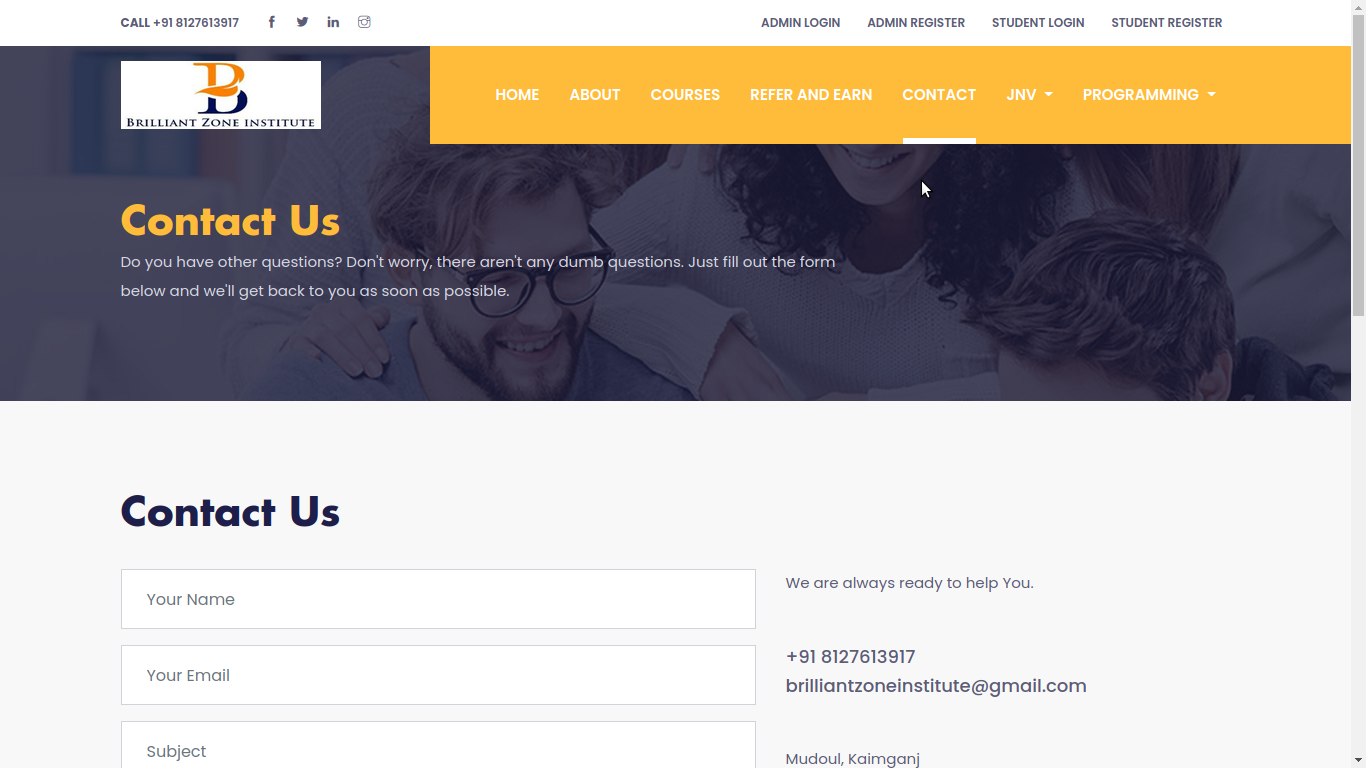 CALL +91 8127613917
ADMIN LOGIN
ADMIN REGISTER
STUDENT LOGIN
STUDENT REGISTER
B
BRILLIANT ZONE INSTITUTE
HOME
ABOUT
COURSES
REFER AND EARN
CONTACT
JNV
PROGRAMMING
Contact Us
Do you have other questions? Don't worry, there aren't any dumb questions. Just fill out the form
below and we'll get back to you as soon as possible.
Contact Us
Your Name
Your Email
Subject
We are always ready to help You.
+91 8127613917
brilliantzoneinstitute@gmail.com
Mudoul, Kaimganj